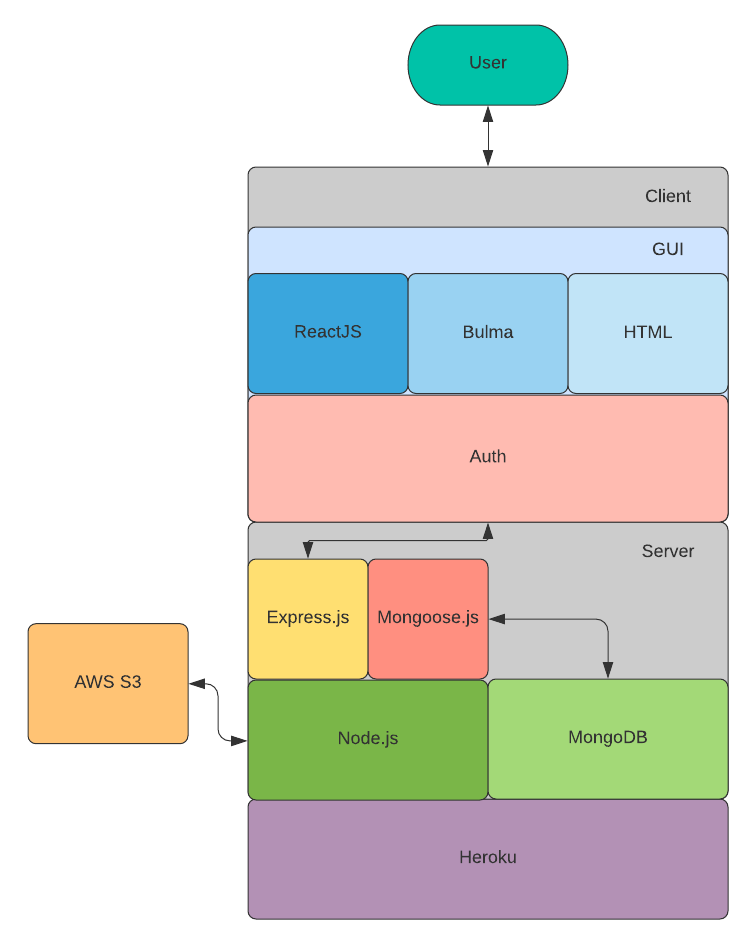 User
Client
GUI
ReactJS
Bulma
HTML
Auth
Server
Express.js
Mongoose.js
AWS S3
Node.js
MongoDB
Heroku